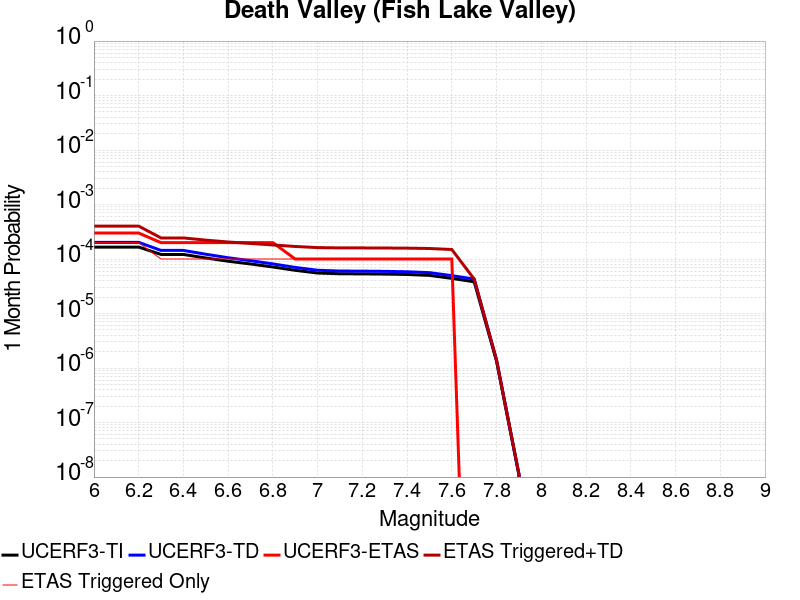 Death Valley (Fish Lake Valley)
10^0
10^-1
10^-2
10^-3
10^-4
10^-5
10^-6
10^-7
10^-8
1 Month Probability
6 6.2 6.4 6.6 6.8 7 7.2 7.4 7.6 7.8 8 8.2 8.4 8.6 8.8 9
Magnitude
UCERF3-TI UCERF3-TD UCERF3-ETAS ETAS Triggered+TD
ETAS Triggered Only